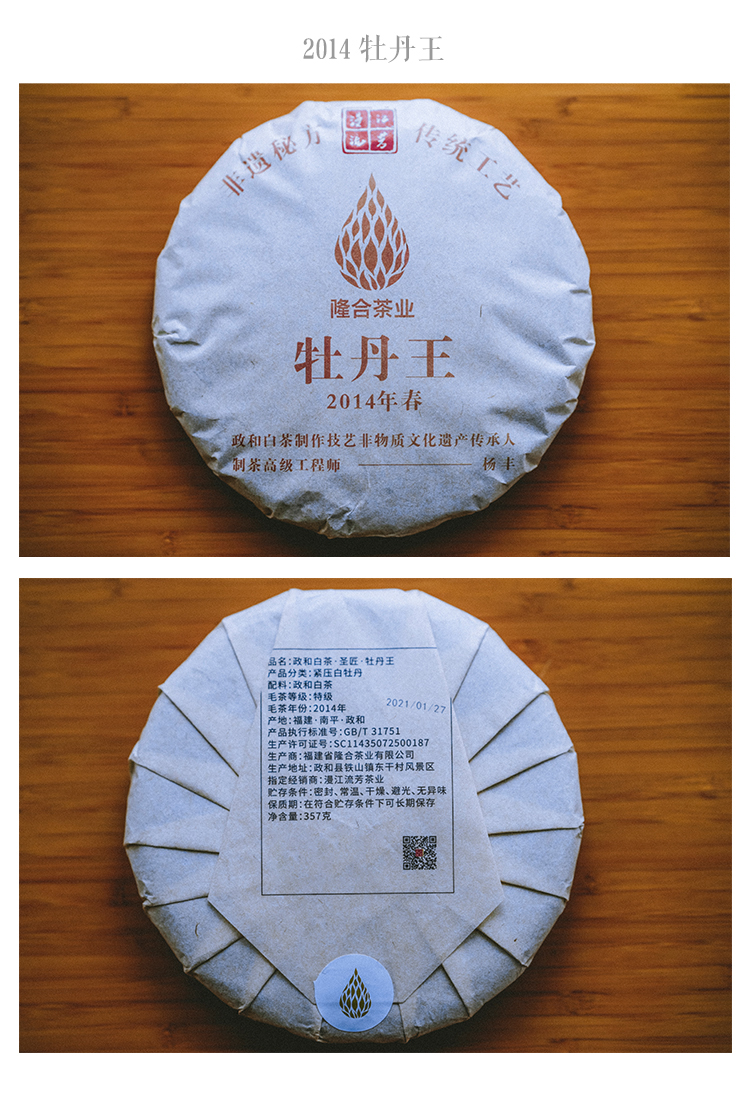 2014 牡丹王
非遗秘方
传统工艺
隆合茶业
牡丹王
2014年春
政和白茶制作技艺非物质文化遗产传承人
制茶高级工程师 —— 杨丰
品名:政和白茶·圣匠·牡丹王
产品分类:紧压白牡丹
配料:政和白茶
毛茶等级:特级
毛茶年份:2014年
2021/01/27
产地:福建·南平·政和
产品执行标准号:GB/T 31751
生产许可证号:SC11435072500187
生产商:福建省隆合茶业有限公司
生产地址:政和县铁山镇东干村风景区
指定经销商:漫江流芳茶业
贮存条件:密封、常温、干燥、避光、无异味
保质期:在符合贮存条件下可长期保存
净含量:357克